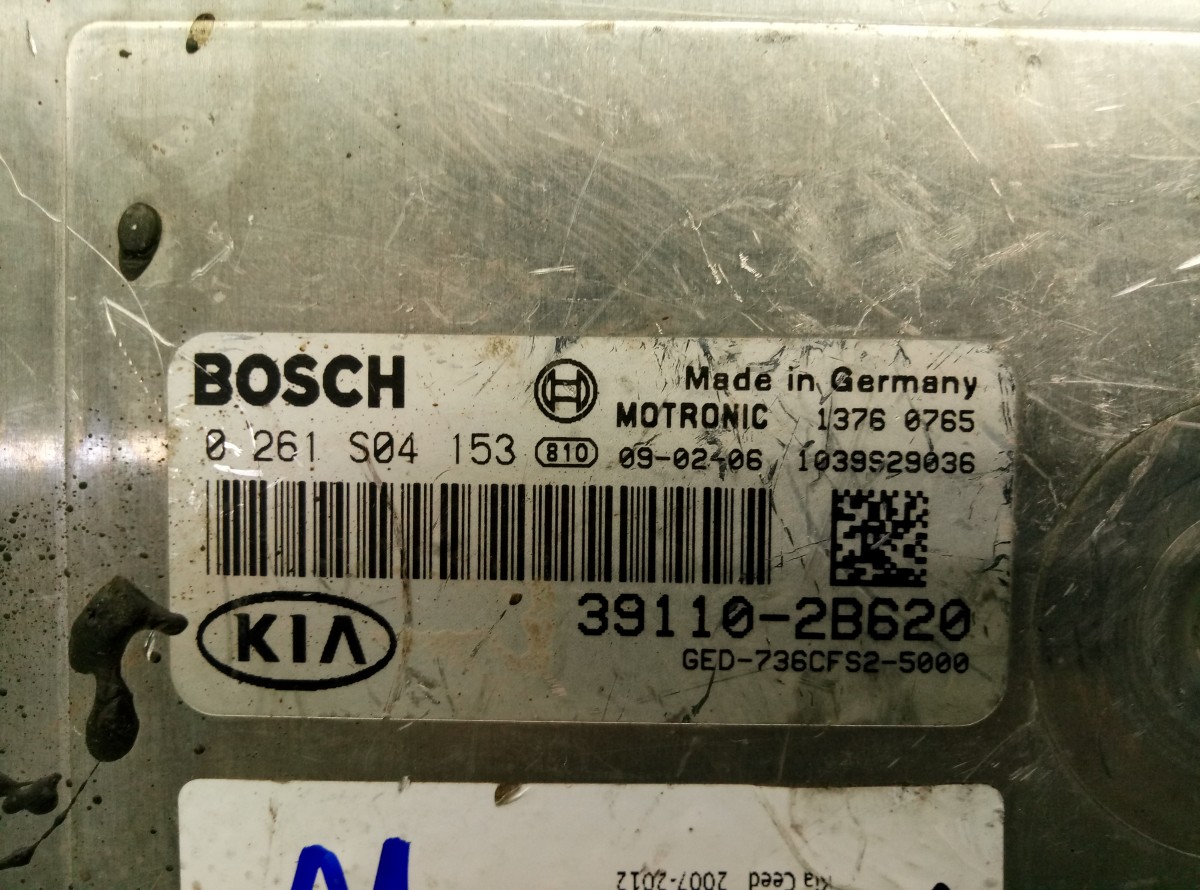 BOSCH
Made in Germany
MOTRONIC 1376 0765
0 261 S04 153 810 09-02-06 1039S29036
KIA
39110-2B620
GED-736CFS2-5000
Kia Ceed 2007-2012